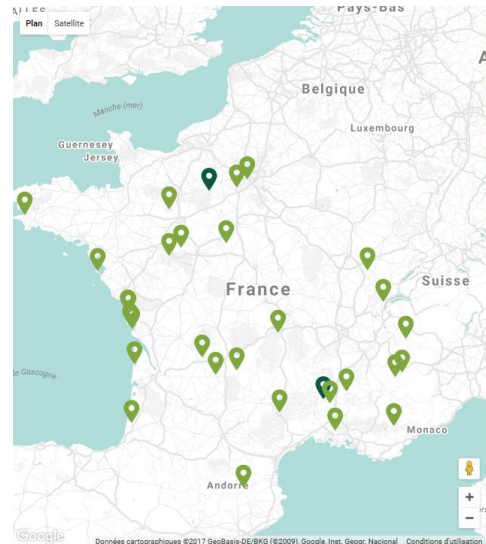 ALLES
Pays-Bas
Plan Satellite
Belgique
Manche (mer)
Luxembourg
Guernesey
Jersey
France
Suisse
Gascogne
Monaco
Andorre
+
−
Google
Données cartographiques ©2017 GeoBasis-DE/BKG (©2009), Google, Inst. Geogr. Nacional Conditions d'utilisation